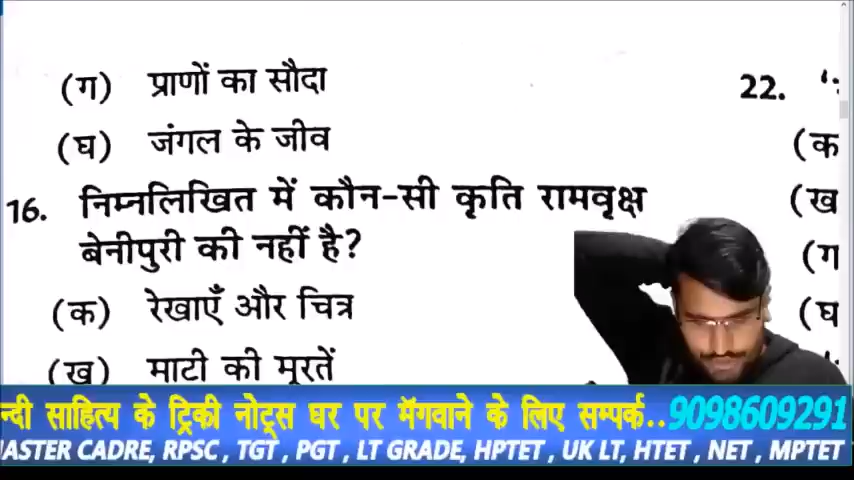 (ग) प्राणों का सौदा
(घ) जंगल के जीव
16. निम्नलिखित में कौन-सी कृति रामवृक्ष
बेनीपुरी की नहीं है?
(क) रेखाएँ और चित्र
(ख) माटी की मूरतें
22.
(क
(ख
(ग
(घ
न्दी साहित्य के ट्रिकी नोट्स घर पर मँगवाने के लिए सम्पर्क..9098609291
MASTER CADRE, RPSC, TGT , PGT , LT GRADE, HPTET , UK LT, HTET , NET , MPTET